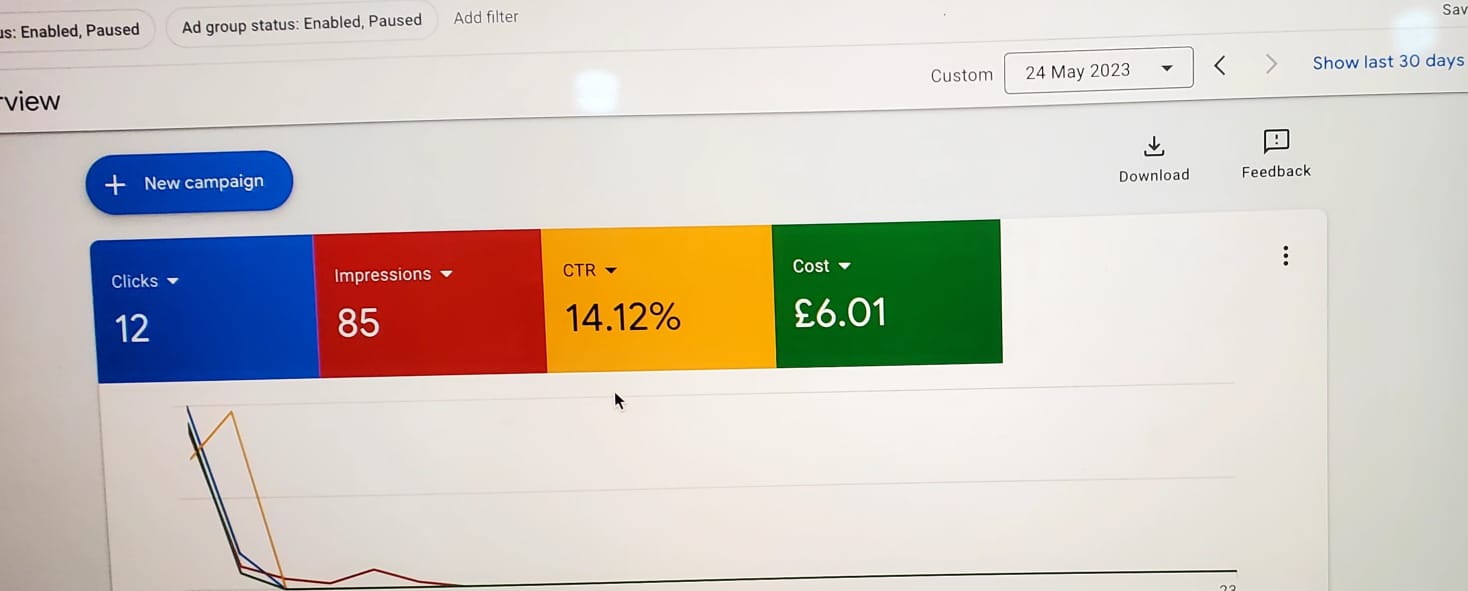 us: Enabled, Paused
Ad group status: Enabled, Paused
Add filter
Sav
rview
Custom
24 May 2023
Show last 30 days
New campaign
Download
Feedback
Clicks
12
Impressions
85
CTR
14.12%
Cost
£6.01
23